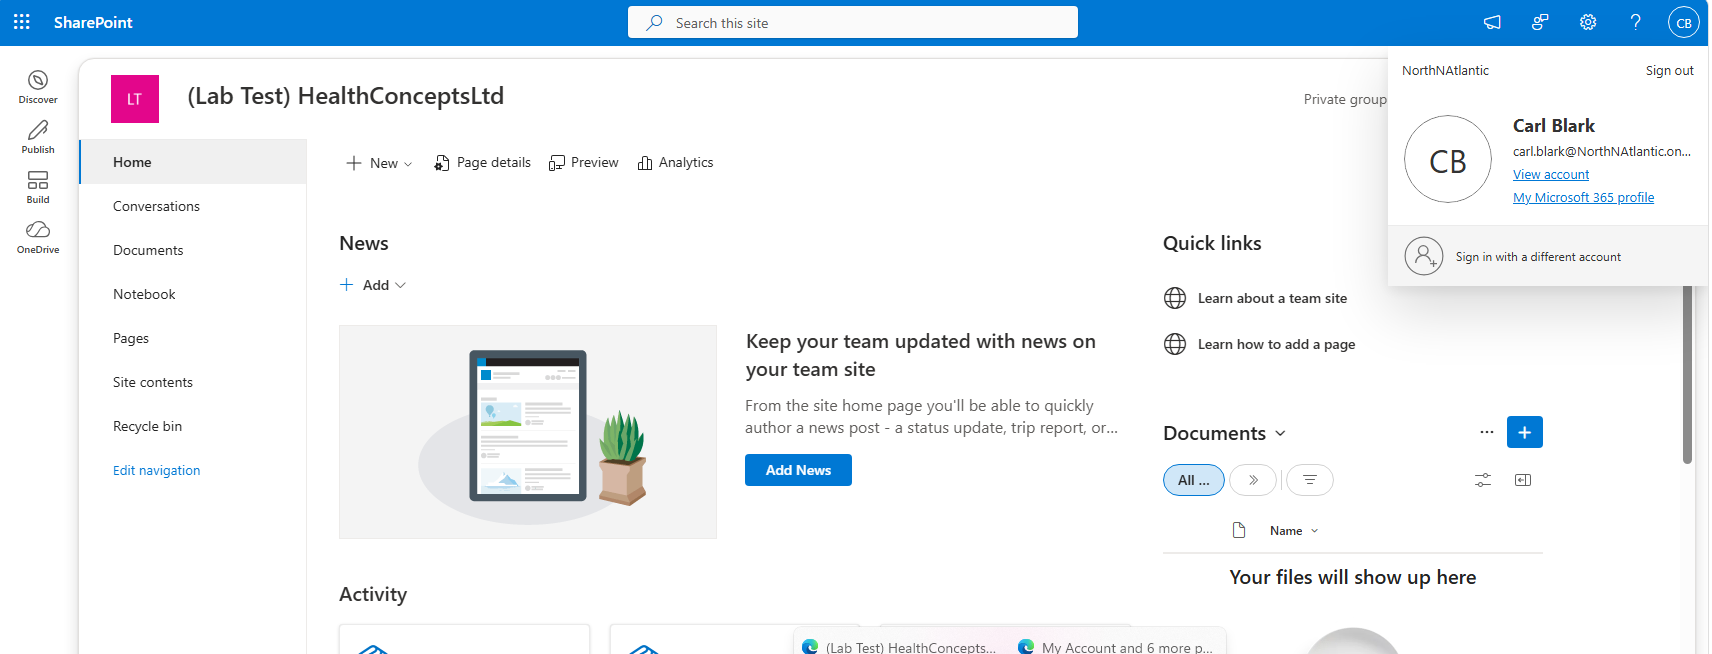 SharePoint
Search this site
CB
NorthNAtlantic
Sign out
Carl Blark
carl.blark@NorthNAtlantic.on...
View account
My Microsoft 365 profile
CB
Sign in with a different account
Discover
Publish
Build
OneDrive
LT
(Lab Test) HealthConceptsLtd
Private group
Home
Conversations
Documents
Notebook
Pages
Site contents
Recycle bin
Edit navigation
New
Page details
Preview
Analytics
News
Add
Keep your team updated with news on
your team site
From the site home page you'll be able to quickly
author a news post - a status update, trip report, or...
Add News
Quick links
Learn about a team site
Learn how to add a page
Documents
All ...
Name
Your files will show up here
Activity
(Lab Test) HealthConcepts...
My Account and 6 more p...